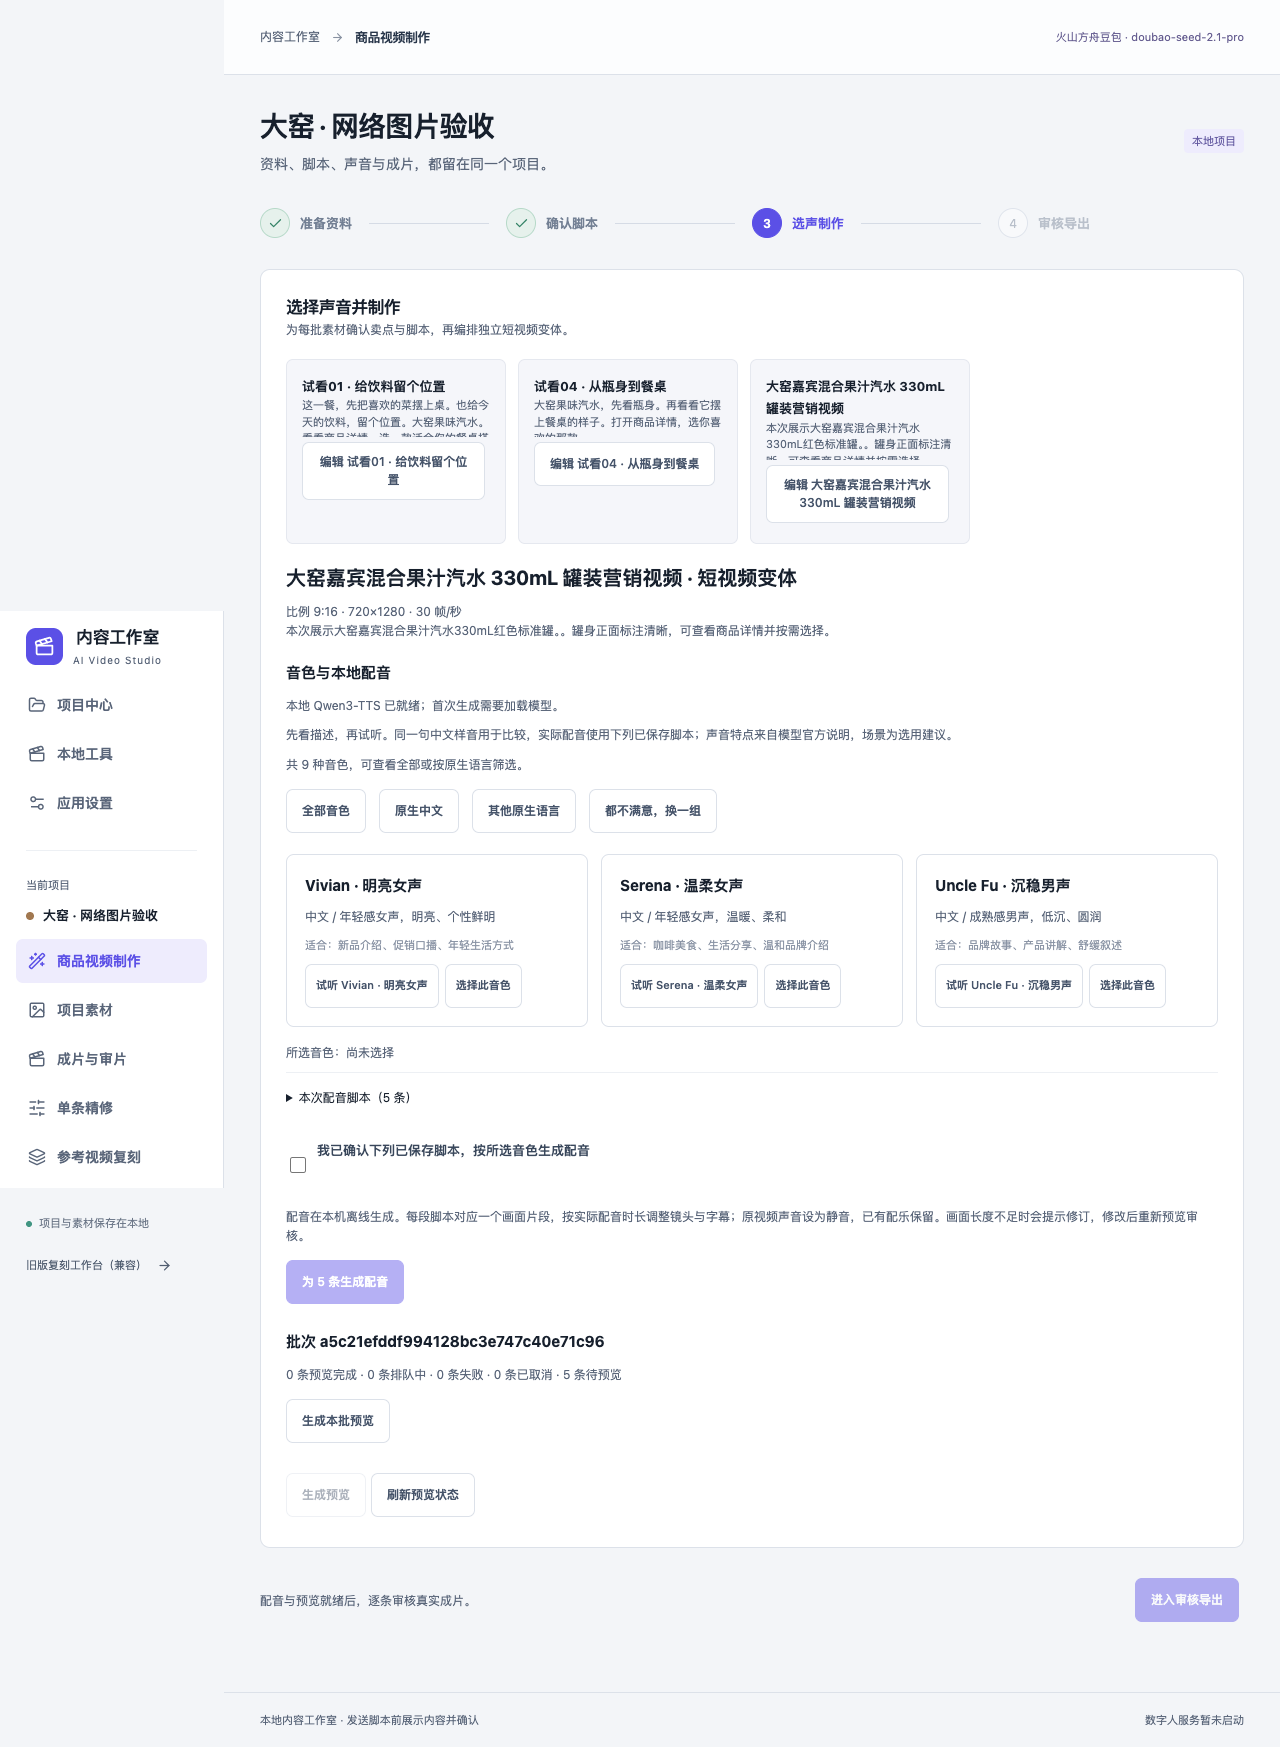 内容工作室 → 商品视频制作
火山方舟豆包 · doubao-seed-2.1-pro
大窑 · 网络图片验收
资料、脚本、声音与成片，都留在同一个项目。
本地项目
准备资料
确认脚本
3 选声制作
4 审核导出
选择声音并制作
为每批素材确认卖点与脚本，再编排独立短视频变体。
试看01 · 给饮料留个位置
这一餐，先把喜欢的菜摆上桌。也给今
天的饮料，留个位置。大窑果味汽水。
编辑 试看01 · 给饮料留个位
置
试看04 · 从瓶身到餐桌
大窑果味汽水，先看瓶身。再看看它摆
上餐桌的样子。打开商品详情，选你喜
编辑 试看04 · 从瓶身到餐桌
大窑嘉宾混合果汁汽水 330mL
罐装营销视频
本次展示大窑嘉宾混合果汁汽水
330mL红色标准罐。。罐身正面标注清
编辑 大窑嘉宾混合果汁汽水
330mL 罐装营销视频
大窑嘉宾混合果汁汽水 330mL 罐装营销视频 · 短视频变体
比例 9:16 · 720×1280 · 30 帧/秒
本次展示大窑嘉宾混合果汁汽水330mL红色标准罐。。罐身正面标注清晰，可查看商品详情并按需选择。
音色与本地配音
本地 Qwen3-TTS 已就绪；首次生成需要加载模型。
先看描述，再试听。同一句中文样音用于比较，实际配音使用下列已保存脚本；声音特点来自模型官方说明，场景为选用建议。
共 9 种音色，可查看全部或按原生语言筛选。
全部音色
原生中文
其他原生语言
都不满意，换一组
Vivian · 明亮女声
中文 / 年轻感女声，明亮、个性鲜明
适合：新品介绍、促销口播、年轻生活方式
试听 Vivian · 明亮女声
选择此音色
Serena · 温柔女声
中文 / 年轻感女声，温暖、柔和
适合：咖啡美食、生活分享、温和品牌介绍
试听 Serena · 温柔女声
选择此音色
Uncle Fu · 沉稳男声
中文 / 成熟感男声，低沉、圆润
适合：品牌故事、产品讲解、舒缓叙述
试听 Uncle Fu · 沉稳男声
选择此音色
所选音色：尚未选择
本次配音脚本（5 条）
我已确认下列已保存脚本，按所选音色生成配音
配音在本机离线生成。每段脚本对应一个画面片段，按实际配音时长调整镜头与字幕；原视频声音设为静音，已有配乐保留。画面长度不足时会提示修订，修改后重新预览审
核。
为 5 条生成配音
批次 a5c21efddf994128bc3e747c40e71c96
0 条预览完成 · 0 条排队中 · 0 条失败 · 0 条已取消 · 5 条待预览
生成本批预览
生成预览
刷新预览状态
配音与预览就绪后，逐条审核真实成片。
进入审核导出
本地内容工作室 · 发送脚本前展示内容并确认
数字人服务暂未启动
内容工作室
AI Video Studio
项目中心
本地工具
应用设置
当前项目
大窑 · 网络图片验收
商品视频制作
项目素材
成片与审片
单条精修
参考视频复刻
项目与素材保存在本地
旧版复刻工作台（兼容） →